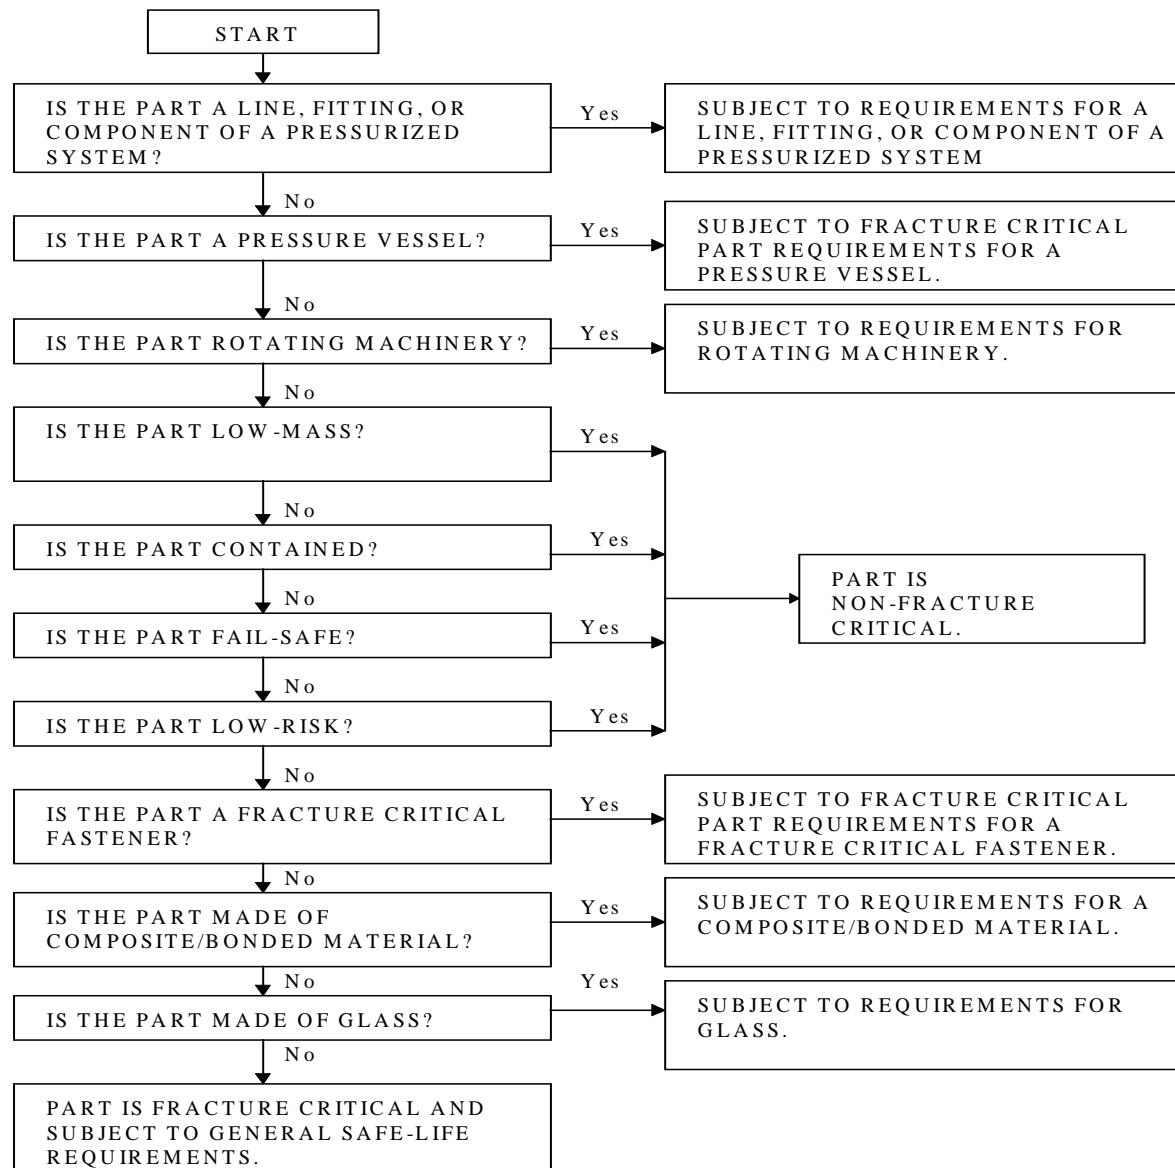 START
IS THE PART A LINE, FITTING, OR
COMPONENT OF A PRESSURIZED
SYSTEM?
Yes
SUBJECT TO REQUIREMENTS FOR A
LINE, FITTING, OR COMPONENT OF A
PRESSURIZED SYSTEM
No
IS THE PART A PRESSURE VESSEL?
Yes
SUBJECT TO FRACTURE CRITICAL
PART REQUIREMENTS FOR A
PRESSURE VESSEL.
No
IS THE PART ROTATING MACHINERY?
Yes
SUBJECT TO REQUIREMENTS FOR
ROTATING MACHINERY.
No
IS THE PART LOW-MASS?
Yes
No
IS THE PART CONTAINED?
Yes
No
IS THE PART FAIL-SAFE?
Yes
No
IS THE PART LOW-RISK?
Yes
PART IS
NON-FRACTURE
CRITICAL.
No
IS THE PART A FRACTURE CRITICAL
FASTENER?
Yes
SUBJECT TO FRACTURE CRITICAL
PART REQUIREMENTS FOR A
FRACTURE CRITICAL FASTENER.
No
IS THE PART MADE OF
COMPOSITE/BONDED MATERIAL?
Yes
SUBJECT TO REQUIREMENTS FOR A
COMPOSITE/BONDED MATERIAL.
No
IS THE PART MADE OF GLASS?
Yes
SUBJECT TO REQUIREMENTS FOR
GLASS.
No
PART IS FRACTURE CRITICAL AND
SUBJECT TO GENERAL SAFE-LIFE
REQUIREMENTS.